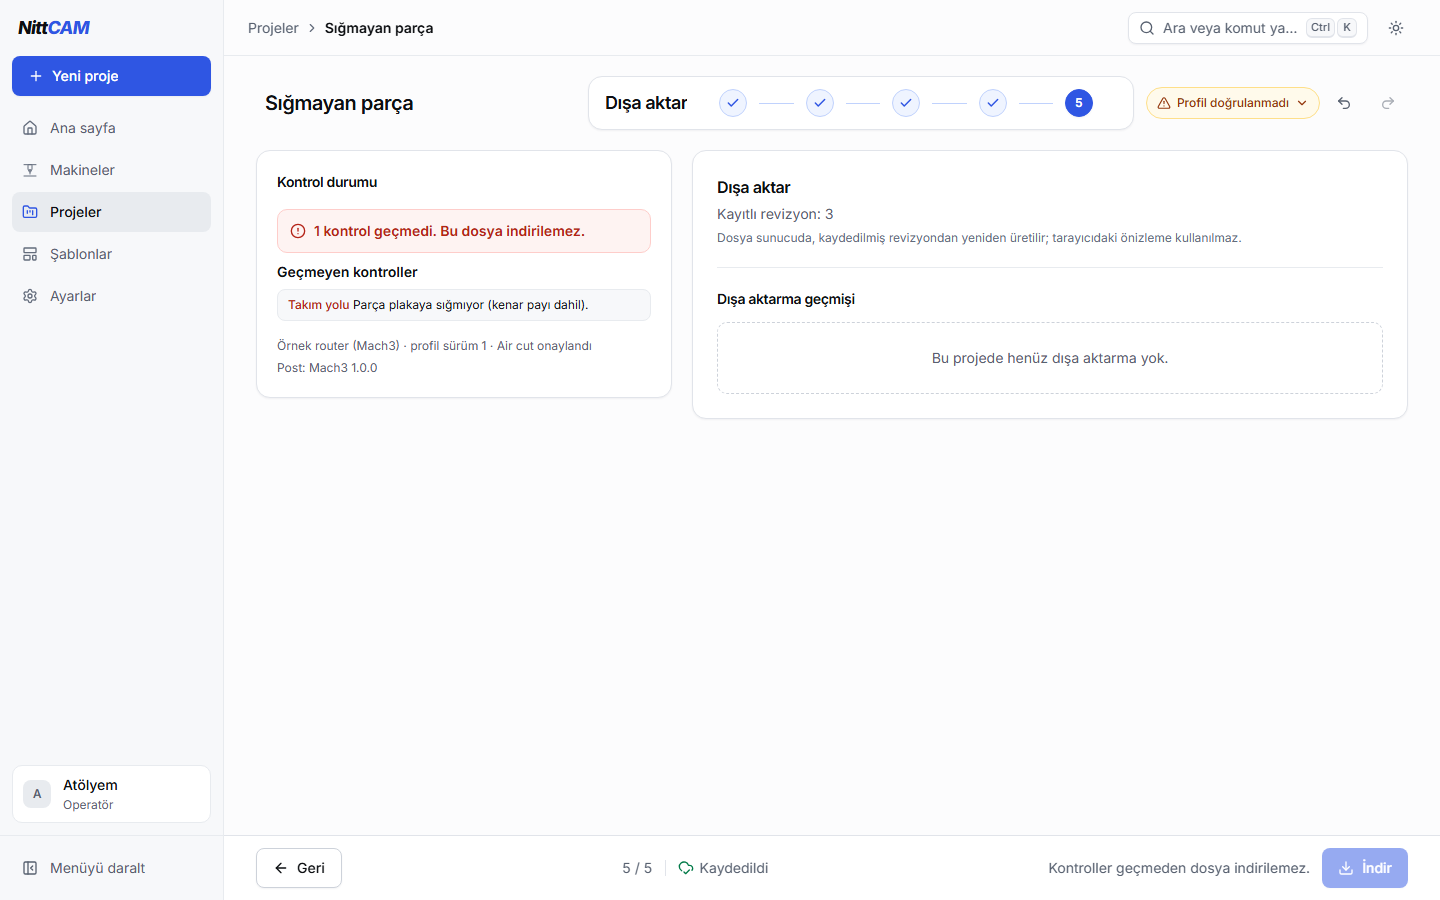 NittCAM
Yeni proje
Ana sayfa
Makineler
Projeler
Şablonlar
Ayarlar
Atölyem
A
Operatör
Menüyü daralt
Projeler > Sığmayan parça
Ara veya komut ya... Ctrl K
Sığmayan parça
Dışa aktar
5
Profil doğrulanmadı
Kontrol durumu
1 kontrol geçmedi. Bu dosya indirilemez.
Geçmeyen kontroller
Takım yolu Parça plakaya sığmıyor (kenar payı dahil).
Örnek router (Mach3) · profil sürüm 1 · Air cut onaylandı
Post: Mach3 1.0.0
Dışa aktar
Kayıtlı revizyon: 3
Dosya sunucuda, kaydedilmiş revizyondan yeniden üretilir; tarayıcıdaki önizleme kullanılmaz.
Dışa aktarma geçmişi
Bu projede henüz dışa aktarma yok.
Geri
5 / 5
Kaydedildi
Kontroller geçmeden dosya indirilemez.
İndir